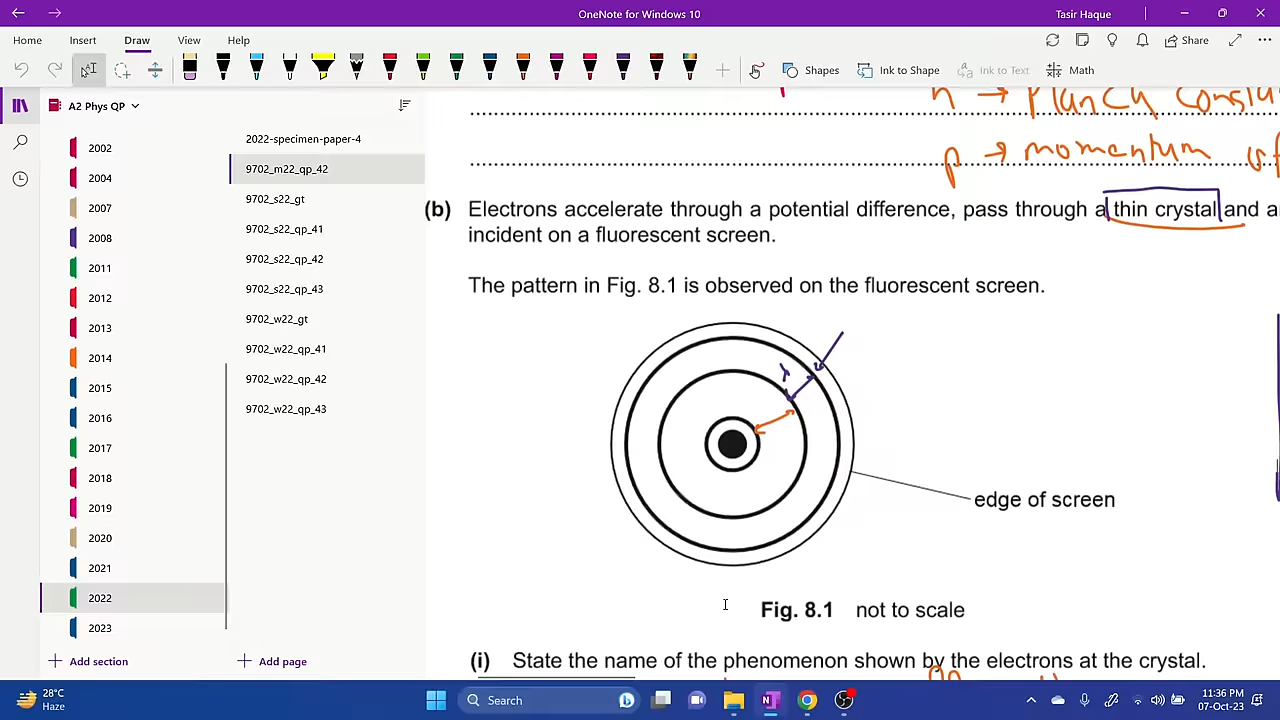 OneNote for Windows 10
Tasir Haque
Home
Insert
Draw
View
Help
Share
Shapes
Ink to Shape
Ink to Text
Math
A2 Phys QP
2002
2004
2007
2008
2011
2012
2013
2014
2015
2016
2017
2018
2019
2020
2021
2022
2023
Add section
2022-specimen-paper-4
9702_m22_qp_42
9702_s22_gt
9702_s22_qp_41
9702_s22_qp_42
9702_s22_qp_43
9702_w22_gt
9702_w22_qp_41
9702_w22_qp_42
9702_w22_qp_43
Add page
h → Planck
p → momentum
(b) Electrons accelerate through a potential difference, pass through a thin crystal and
incident on a fluorescent screen.
The pattern in Fig. 8.1 is observed on the fluorescent screen.
edge of screen
Fig. 8.1 not to scale
(i) State the name of the phenomenon shown by the electrons at the crystal.
28°C
Haze
Search
11:36 PM
07-Oct-23